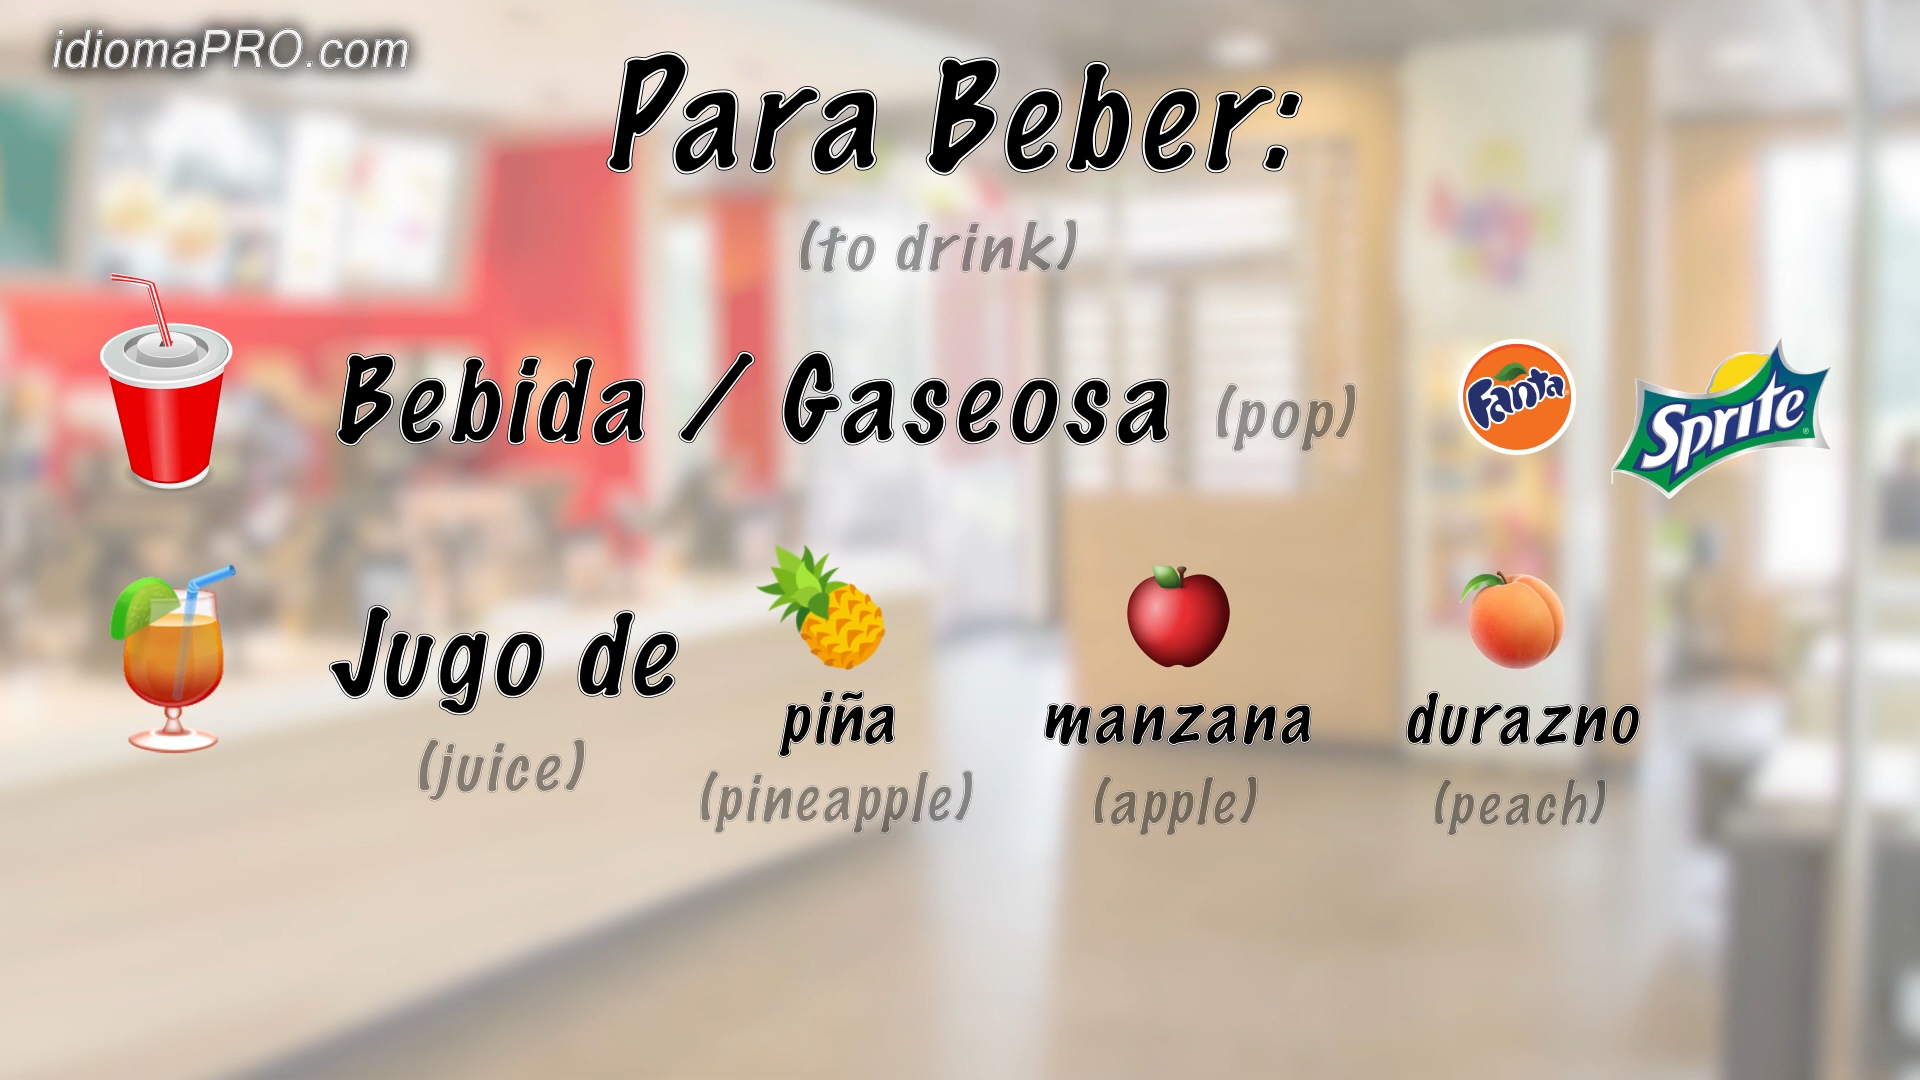 idiomaPRO.com
Para Beber:
(to drink)
Bebida / Gaseosa (pop)
Fanta
Sprite
Jugo de
(juice)
piña
(pineapple)
manzana
(apple)
durazno
(peach)